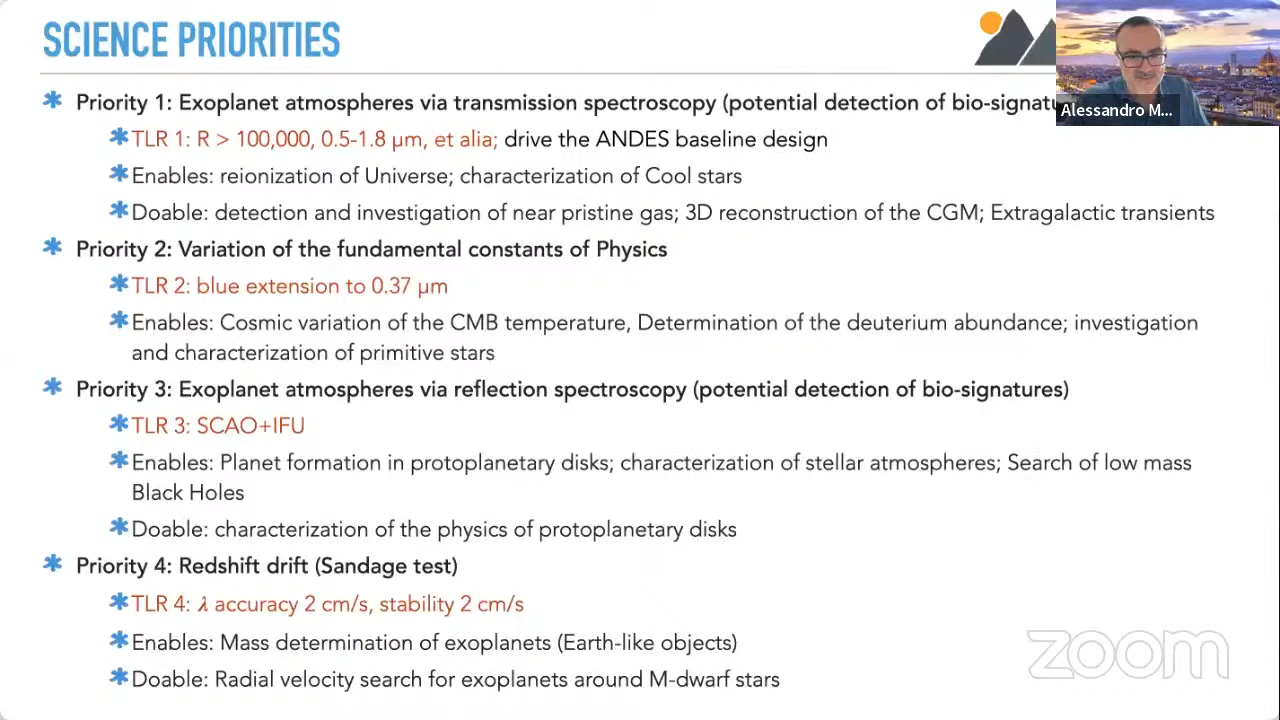 SCIENCE PRIORITIES
Alessandro M...
Priority 1: Exoplanet atmospheres via transmission spectroscopy (potential detection of
TLR 1: R > 100,000, 0.5-1.8 µm, et alia; drive the ANDES baseline design
Enables: reionization of Universe; characterization of Cool stars
Doable: detection and investigation of near pristine gas; 3D reconstruction of the CGM; Extragalactic transients
Priority 2: Variation of the fundamental constants of Physics
TLR 2: blue extension to 0.37 µm
Enables: Cosmic variation of the CMB temperature, Determination of the deuterium abundance; investigation
and characterization of primitive stars
Priority 3: Exoplanet atmospheres via reflection spectroscopy (potential detection of bio-signatures)
TLR 3: SCAO+IFU
Enables: Planet formation in protoplanetary disks; characterization of stellar atmospheres; Search of low mass
Black Holes
Doable: characterization of the physics of protoplanetary disks
Priority 4: Redshift drift (Sandage test)
TLR 4: λ accuracy 2 cm/s, stability 2 cm/s
Enables: Mass determination of exoplanets (Earth-like objects)
Doable: Radial velocity search for exoplanets around M-dwarf stars
zoom